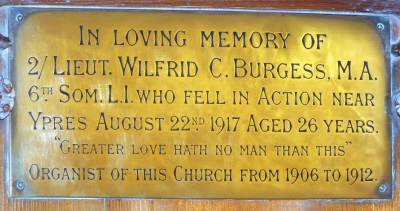 IN LOVING MEMORY OF
2/LIEUT. WILFRID C. BURGESS, M.A.
6TH SOM. L.I. WHO FELL IN ACTION NEAR
YPRES AUGUST 22ND 1917 AGED 26 YEARS.
"GREATER LOVE HATH NO MAN THAN THIS"
ORGANIST OF THIS CHURCH FROM 1906 TO 1912.